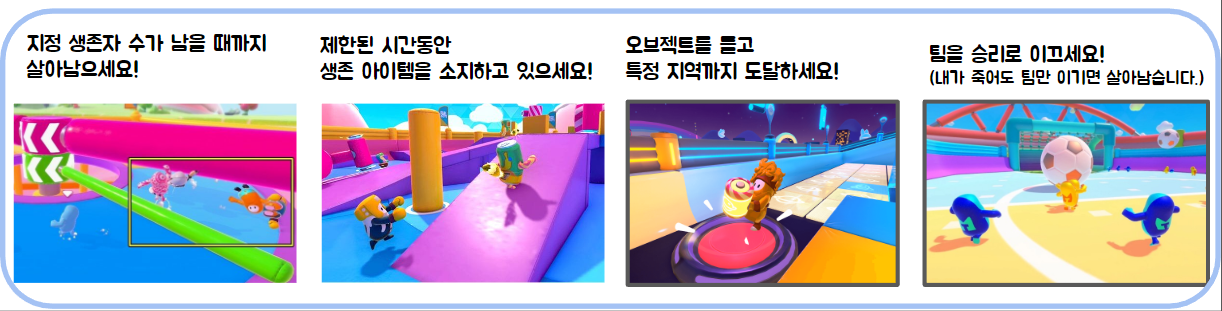 지정 생존자 수가 남을 때까지
살아남으세요!
제한된 시간동안
생존 아이템을 소지하고 있으세요!
오브젝트를 들고
특정 지역까지 도달하세요!
팀을 승리로 이끄세요!
(내가 죽어도 팀만 이기면 살아남습니다.)